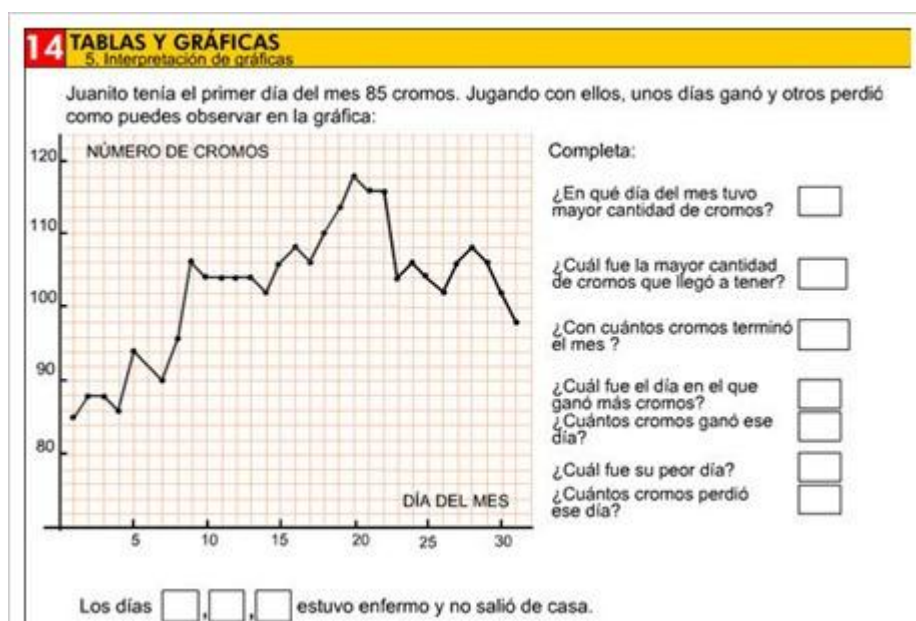 14 TABLAS Y GRÁFICAS
5. Interpretación de gráficas
Juanito tenía el primer día del mes 85 cromos. Jugando con ellos, unos días ganó y otros perdió
como puedes observar en la gráfica:
NÚMERO DE CROMOS
120
110
100
90
80
DÍA DEL MES
5 10 15 20 25 30
Completa:
¿En qué día del mes tuvo
mayor cantidad de cromos?
¿Cuál fue la mayor cantidad
de cromos que llegó a tener?
¿Con cuántos cromos terminó
el mes ?
¿Cuál fue el día en el que
ganó más cromos?
¿Cuántos cromos ganó ese
día?
¿Cuál fue su peor día?
¿Cuántos cromos perdió
ese día?
Los días , , estuvo enfermo y no salió de casa.